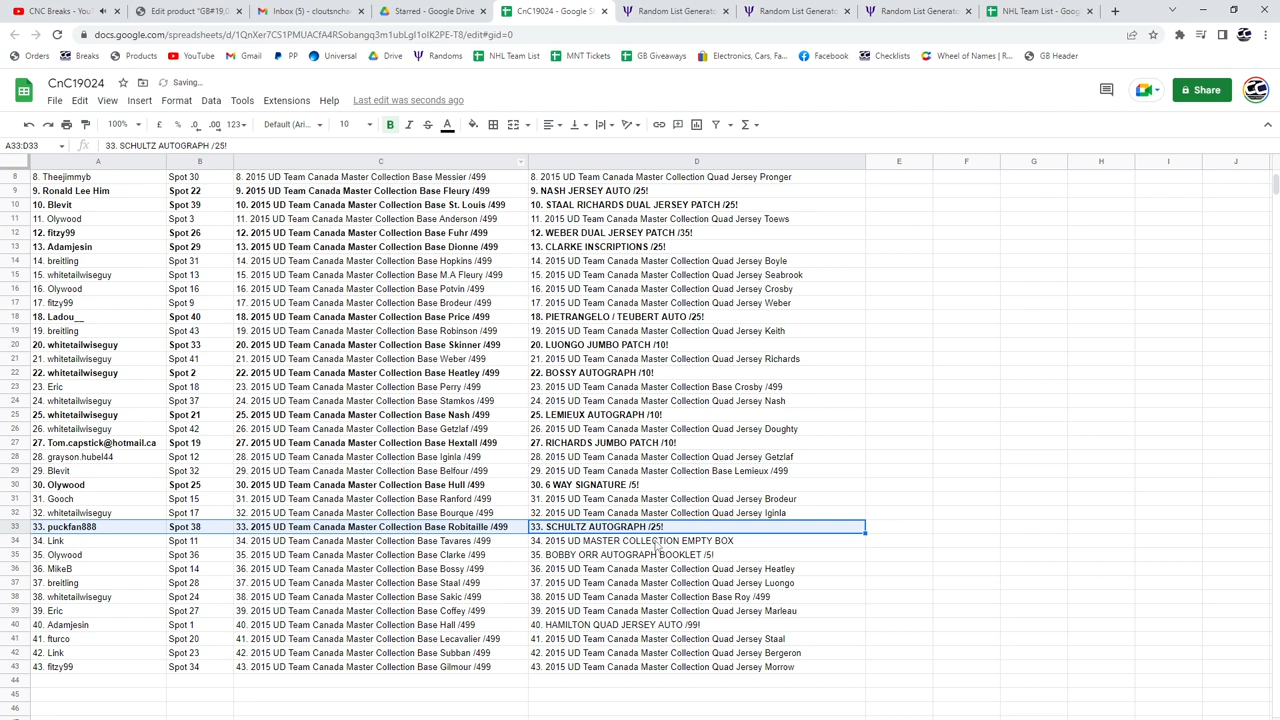 CnC Breaks - You
Edit product "GB#19,0
Inbox (5) - cloutsnchar
Starred - Google Drive
CnC19024 - Google S
Random List Generato
Random List Generato
Random List Generato
NHL Team List - Goog
docs.google.com/spreadsheets/d/1QnXer7CS1PMUACfA4RSobangq3m1ubLgI1oIK2PE-T8/edit#gid=0
Orders Breaks Products YouTube Gmail PP Universal Drive Randoms NHL Team List MNT Tickets GB Giveaways Electronics, Cars, Fa... Facebook Checklists Wheel of Names | R... GB Header
CnC19024 Saving...
File Edit View Insert Format Data Tools Extensions Help Last edit was seconds ago
Share
100% £ % .0 .00 123 Default (Ari... 10 B I S A
A33:D33 fx 33. SCHULTZ AUTOGRAPH /25!
A B C D E F G H I J
8 8. Theejimmyb Spot 30 8. 2015 UD Team Canada Master Collection Base Messier /499 8. 2015 UD Team Canada Master Collection Quad Jersey Pronger
9 9. Ronald Lee Him Spot 22 9. 2015 UD Team Canada Master Collection Base Fleury /499 9. NASH JERSEY AUTO /25!
10 10. Blevit Spot 39 10. 2015 UD Team Canada Master Collection Base St. Louis /499 10. STAAL RICHARDS DUAL JERSEY PATCH /25!
11 11. Olywood Spot 3 11. 2015 UD Team Canada Master Collection Base Anderson /499 11. 2015 UD Team Canada Master Collection Quad Jersey Toews
12 12. fitzy99 Spot 26 12. 2015 UD Team Canada Master Collection Base Fuhr /499 12. WEBER DUAL JERSEY PATCH /35!
13 13. Adamjesin Spot 29 13. 2015 UD Team Canada Master Collection Base Dionne /499 13. CLARKE INSCRIPTIONS /25!
14 14. breitling Spot 31 14. 2015 UD Team Canada Master Collection Base Hopkins /499 14. 2015 UD Team Canada Master Collection Quad Jersey Boyle
15 15. whitetailwiseguy Spot 13 15. 2015 UD Team Canada Master Collection Base M.A Fleury /499 15. 2015 UD Team Canada Master Collection Quad Jersey Seabrook
16 16. Olywood Spot 16 16. 2015 UD Team Canada Master Collection Base Potvin /499 16. 2015 UD Team Canada Master Collection Quad Jersey Crosby
17 17. fitzy99 Spot 9 17. 2015 UD Team Canada Master Collection Base Brodeur /499 17. 2015 UD Team Canada Master Collection Quad Jersey Weber
18 18. Ladou__ Spot 40 18. 2015 UD Team Canada Master Collection Base Price /499 18. PIETRANGELO / TEUBERT AUTO /25!
19 19. breitling Spot 43 19. 2015 UD Team Canada Master Collection Base Robinson /499 19. 2015 UD Team Canada Master Collection Quad Jersey Keith
20 20. whitetailwiseguy Spot 33 20. 2015 UD Team Canada Master Collection Base Skinner /499 20. LUONGO JUMBO PATCH /10!
21 21. whitetailwiseguy Spot 41 21. 2015 UD Team Canada Master Collection Base Weber /499 21. 2015 UD Team Canada Master Collection Quad Jersey Richards
22 22. whitetailwiseguy Spot 2 22. 2015 UD Team Canada Master Collection Base Heatley /499 22. BOSSY AUTOGRAPH /10!
23 23. Eric Spot 18 23. 2015 UD Team Canada Master Collection Base Perry /499 23. 2015 UD Team Canada Master Collection Base Crosby /499
24 24. whitetailwiseguy Spot 37 24. 2015 UD Team Canada Master Collection Base Stamkos /499 24. 2015 UD Team Canada Master Collection Quad Jersey Nash
25 25. whitetailwiseguy Spot 21 25. 2015 UD Team Canada Master Collection Base Nash /499 25. LEMIEUX AUTOGRAPH /10!
26 26. whitetailwiseguy Spot 42 26. 2015 UD Team Canada Master Collection Base Getzlaf /499 26. 2015 UD Team Canada Master Collection Quad Jersey Doughty
27 27. Tom.capstick@hotmail.ca Spot 19 27. 2015 UD Team Canada Master Collection Base Hextall /499 27. RICHARDS JUMBO PATCH /10!
28 28. grayson.hubel44 Spot 12 28. 2015 UD Team Canada Master Collection Base Iginla /499 28. 2015 UD Team Canada Master Collection Quad Jersey Getzlaf
29 29. Blevit Spot 32 29. 2015 UD Team Canada Master Collection Base Belfour /499 29. 2015 UD Team Canada Master Collection Base Lemieux /499
30 30. Olywood Spot 25 30. 2015 UD Team Canada Master Collection Base Hull /499 30. 6 WAY SIGNATURE /5!
31 31. Gooch Spot 15 31. 2015 UD Team Canada Master Collection Base Ranford /499 31. 2015 UD Team Canada Master Collection Quad Jersey Brodeur
32 32. whitetailwiseguy Spot 17 32. 2015 UD Team Canada Master Collection Base Bourque /499 32. 2015 UD Team Canada Master Collection Quad Jersey Iginla
33 33. puckfan888 Spot 38 33. 2015 UD Team Canada Master Collection Base Robitaille /499 33. SCHULTZ AUTOGRAPH /25!
34 34. Link Spot 11 34. 2015 UD Team Canada Master Collection Base Tavares /499 34. 2015 UD MASTER COLLECTION EMPTY BOX
35 35. Olywood Spot 36 35. 2015 UD Team Canada Master Collection Base Clarke /499 35. BOBBY ORR AUTOGRAPH BOOKLET /5!
36 36. MikeB Spot 14 36. 2015 UD Team Canada Master Collection Base Bossy /499 36. 2015 UD Team Canada Master Collection Quad Jersey Heatley
37 37. breitling Spot 28 37. 2015 UD Team Canada Master Collection Base Staal /499 37. 2015 UD Team Canada Master Collection Quad Jersey Luongo
38 38. whitetailwiseguy Spot 24 38. 2015 UD Team Canada Master Collection Base Sakic /499 38. 2015 UD Team Canada Master Collection Base Roy /499
39 39. Eric Spot 27 39. 2015 UD Team Canada Master Collection Base Coffey /499 39. 2015 UD Team Canada Master Collection Quad Jersey Marleau
40 40. Adamjesin Spot 1 40. 2015 UD Team Canada Master Collection Base Hall /499 40. HAMILTON QUAD JERSEY AUTO /99!
41 41. fturco Spot 20 41. 2015 UD Team Canada Master Collection Base Lecavalier /499 41. 2015 UD Team Canada Master Collection Quad Jersey Staal
42 42. Link Spot 23 42. 2015 UD Team Canada Master Collection Base Subban /499 42. 2015 UD Team Canada Master Collection Quad Jersey Bergeron
43 43. fitzy99 Spot 34 43. 2015 UD Team Canada Master Collection Base Gilmour /499 43. 2015 UD Team Canada Master Collection Quad Jersey Morrow
44
45
46